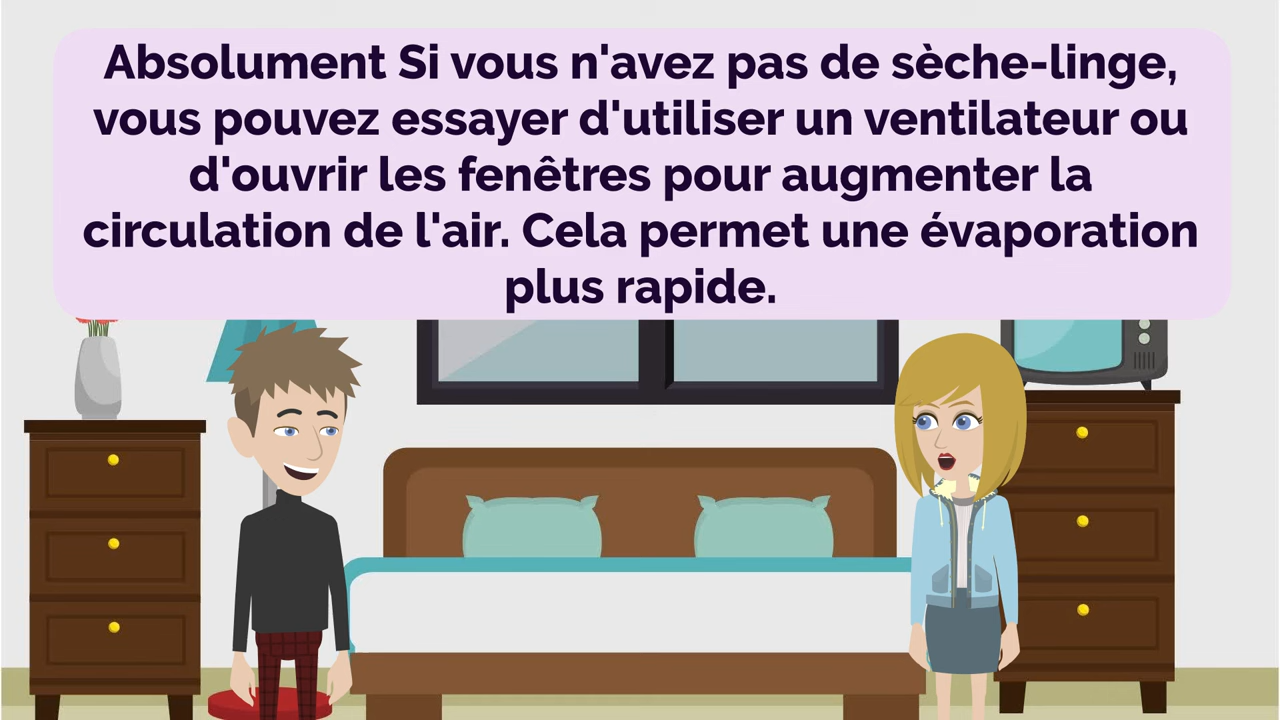 Absolument Si vous n'avez pas de sèche-linge,
vous pouvez essayer d'utiliser un ventilateur ou
d'ouvrir les fenêtres pour augmenter la
circulation de l'air. Cela permet une évaporation
plus rapide.